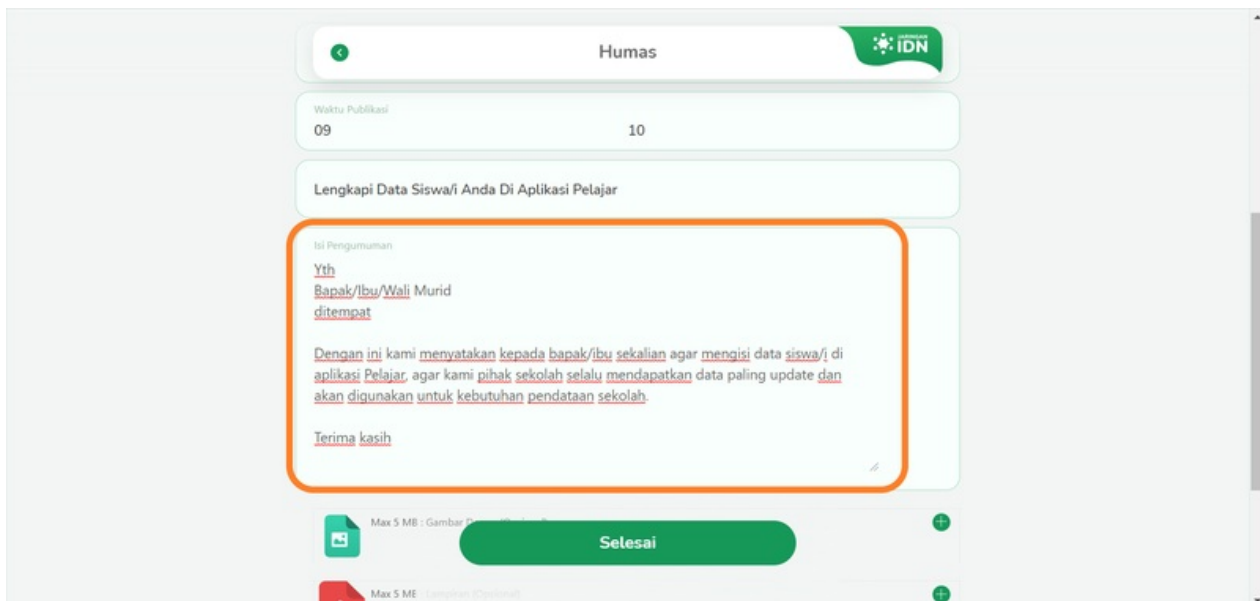 Humas
JARINGAN
IDN
Waktu Publikasi
09 10
Lengkapi Data Siswa/i Anda Di Aplikasi Pelajar
Isi Pengumuman
Yth
Bapak/Ibu/Wali Murid
ditempat
Dengan ini kami menyatakan kepada bapak/ibu sekalian agar mengisi data siswa/i di
aplikasi Pelajar, agar kami pihak sekolah selalu mendapatkan data paling update dan
akan digunakan untuk kebutuhan pendataan sekolah.
Terima kasih
Max 5 MB : Gambar
Selesai
Max 5 MB Lampiran (Opsional)